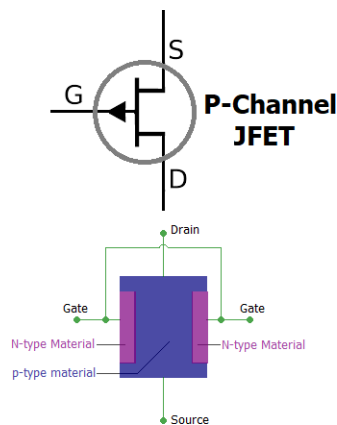 S
G
P-Channel
JFET
D
Drain
Gate
Gate
N-type Material
N-type Material
p-type material
Source